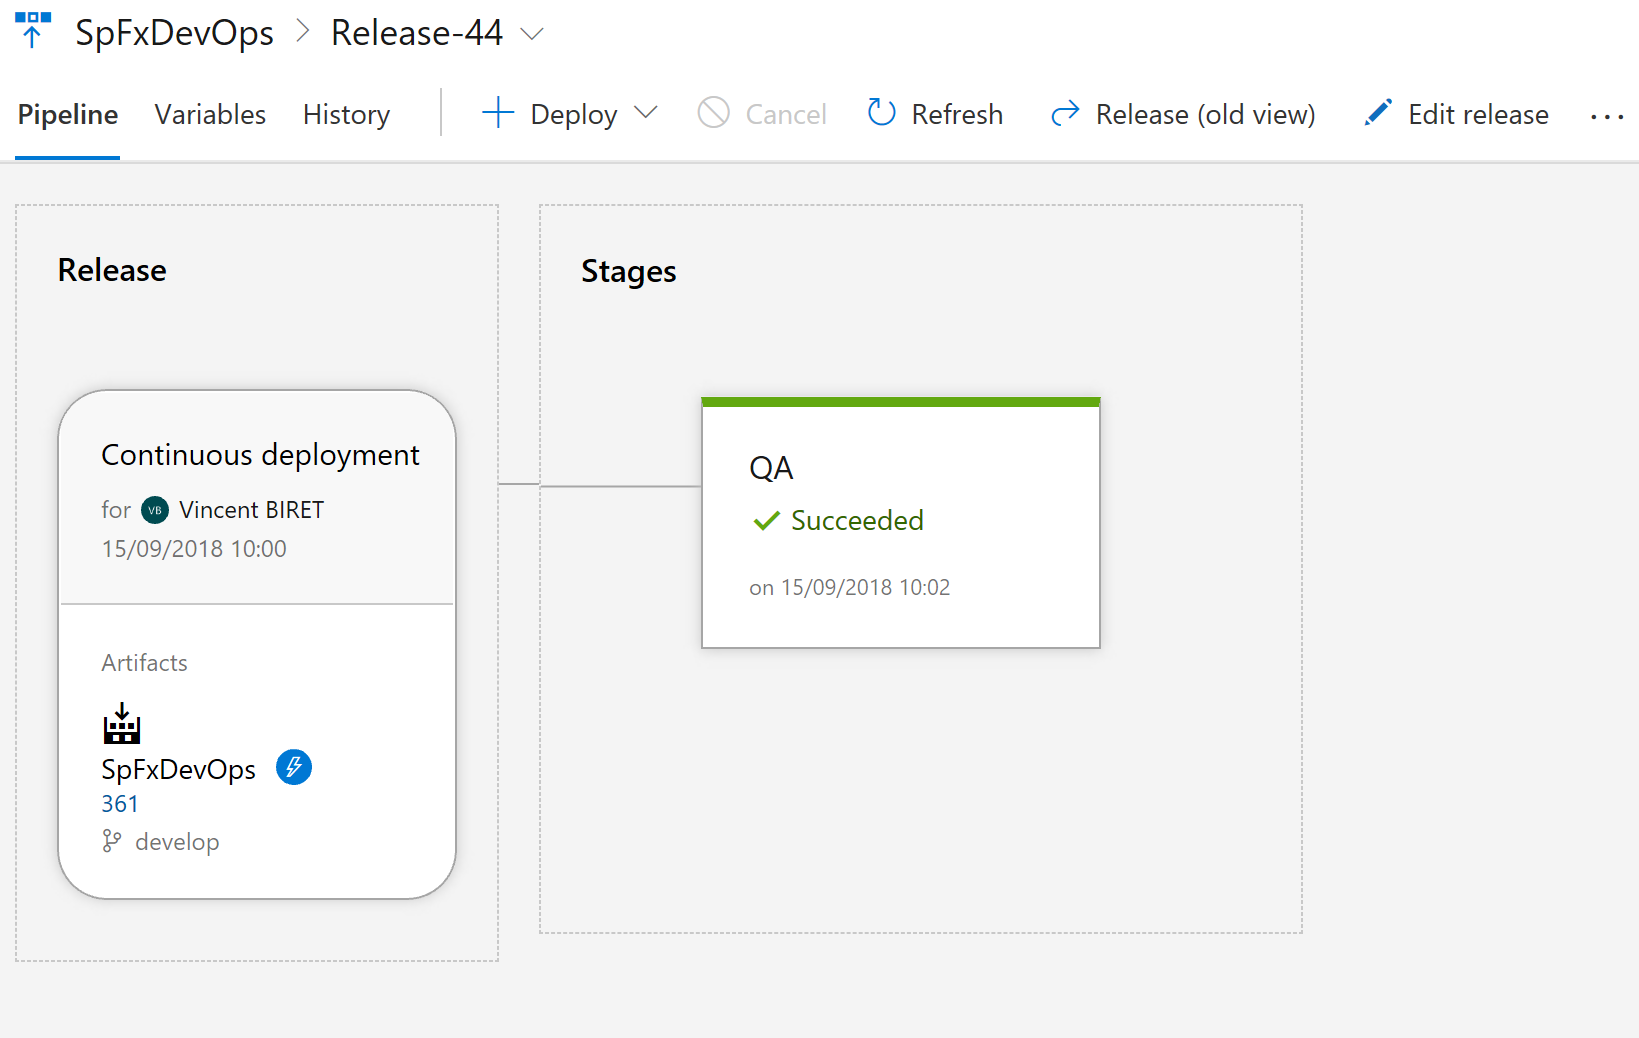 SpFxDevOps > Release-44
Pipeline Variables History Deploy Cancel Refresh Release (old view) Edit release ...
Release
Continuous deployment
for VB Vincent BIRET
15/09/2018 10:00
Artifacts
SpFxDevOps
361
develop
Stages
QA
Succeeded
on 15/09/2018 10:02